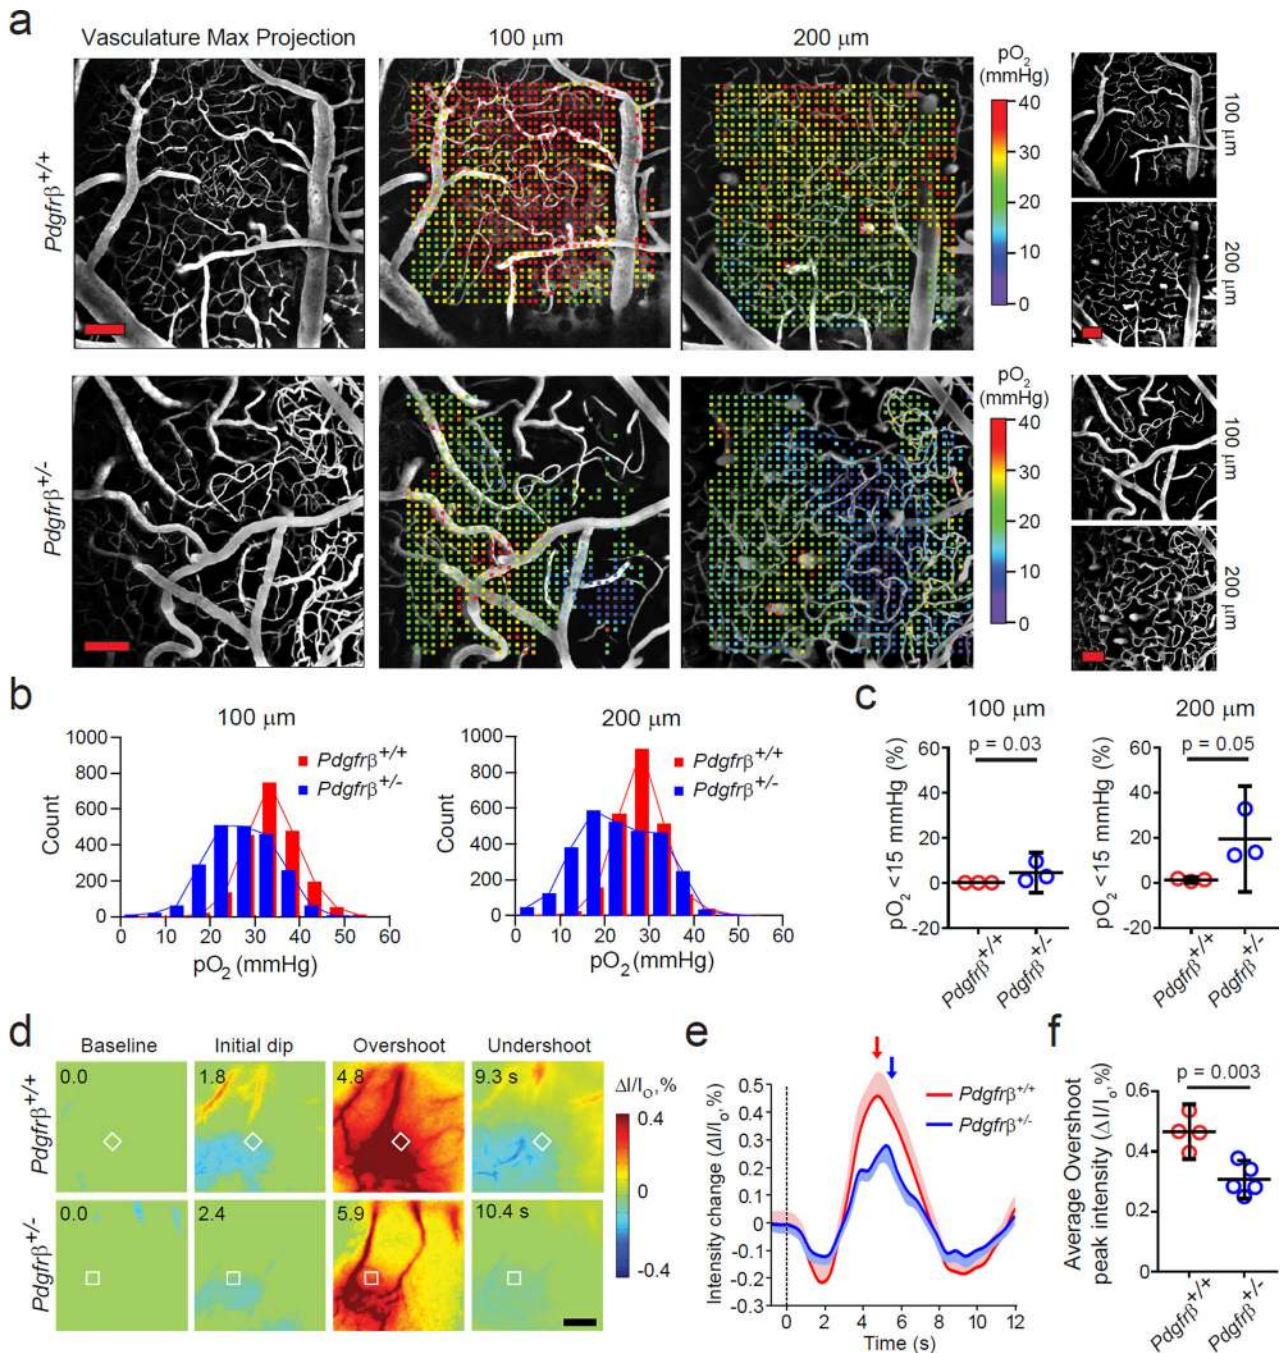 a
Vasculature Max Projection
100 μm
200 μm
pO2
(mmHg)
40
30
20
10
0
Pdgfrβ+/+
100 μm
200 μm
pO2
(mmHg)
40
30
20
10
0
Pdgfrβ+/-
100 μm
200 μm
b
100 μm
1000
800
600
400
200
0
Count
Pdgfrβ+/+
Pdgfrβ+/-
0 10 20 30 40 50 60
pO2 (mmHg)
200 μm
1000
800
600
400
200
0
Count
Pdgfrβ+/+
Pdgfrβ+/-
0 10 20 30 40 50 60
pO2 (mmHg)
c
100 μm
p = 0.03
pO2 <15 mmHg (%)
60
40
20
0
-20
Pdgfrβ+/+
Pdgfrβ+/-
200 μm
p = 0.05
pO2 <15 mmHg (%)
60
40
20
0
-20
Pdgfrβ+/+
Pdgfrβ+/-
d
Baseline
Initial dip
Overshoot
Undershoot
Pdgfrβ+/+
0.0
1.8
4.8
9.3 s
Pdgfrβ+/-
0.0
2.4
5.9
10.4 s
ΔI/IO, %
0.4
0
-0.4
e
Intensity change (ΔI/Io, %)
0.5
0.4
0.3
0.2
0.1
0
-0.1
-0.2
-0.3
Pdgfrβ+/+
Pdgfrβ+/-
0 2 4 6 8 10 12
Time (s)
f
p = 0.003
Average Overshoot
peak intensity (ΔI/Io, %)
0.6
0.4
0.2
0
Pdgfrβ+/+
Pdgfrβ+/-